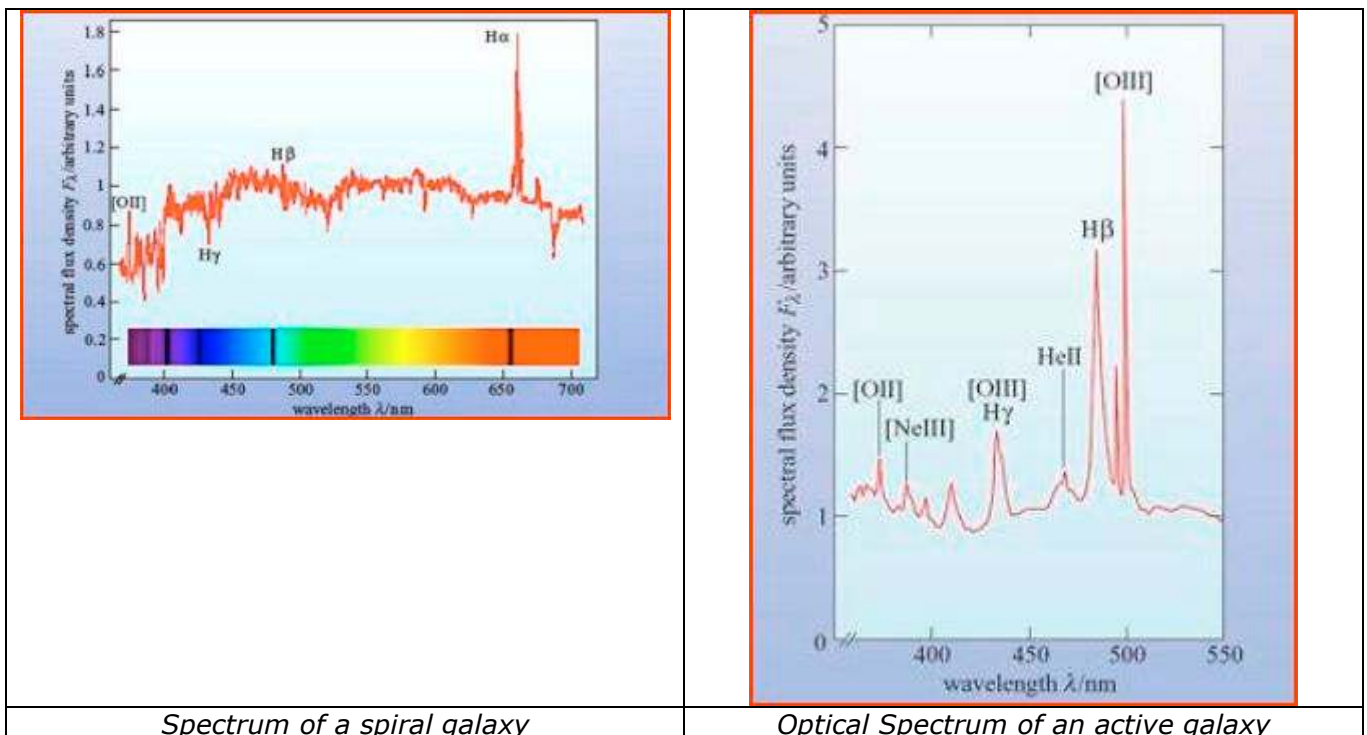 1.8
1.6
1.4
1.2
1
0.8
0.6
0.4
0.2
0
spectral flux density Fλ/arbitrary units
[OII]
Hγ
Hβ
Hα
400 450 500 550 600 650 700
wavelength λ/nm
Spectrum of a spiral galaxy
5
4
3
2
1
0
spectral flux density Fλ/arbitrary units
[OII]
[NeIII]
[OIII]
Hγ
HeII
Hβ
[OIII]
400 450 500 550
wavelength λ/nm
Optical Spectrum of an active galaxy